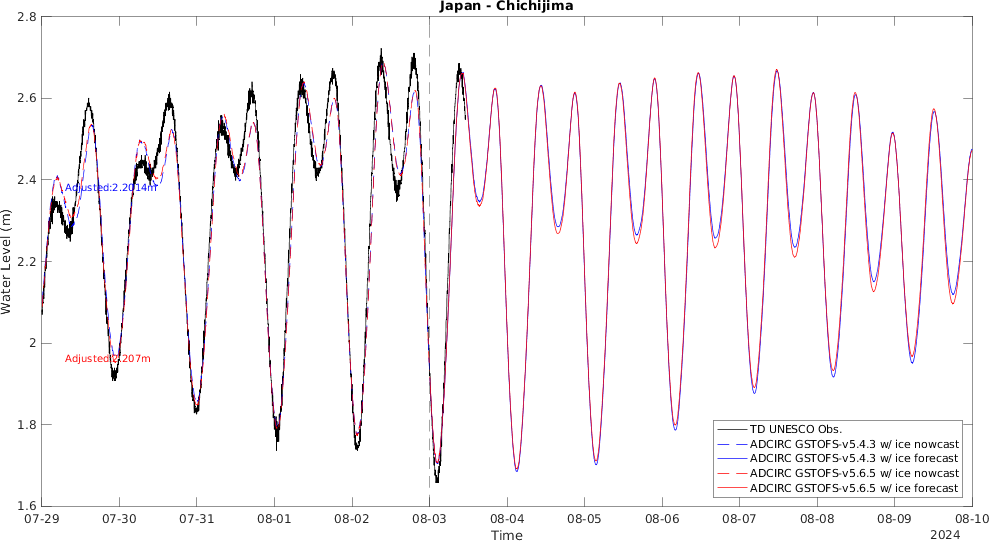 Japan - Chichijima
2.8
2.6
2.4
2.2
2
1.8
1.6
Water Level (m)
Adjusted:2.2014m
Adjusted:2.207m
TD UNESCO Obs.
ADCIRC GSTOFS-v5.4.3 w/ ice nowcast
ADCIRC GSTOFS-v5.4.3 w/ ice forecast
ADCIRC GSTOFS-v5.6.5 w/ ice nowcast
ADCIRC GSTOFS-v5.6.5 w/ ice forecast
07-29 07-30 07-31 08-01 08-02 08-03 08-04 08-05 08-06 08-07 08-08 08-09 08-10
Time
2024